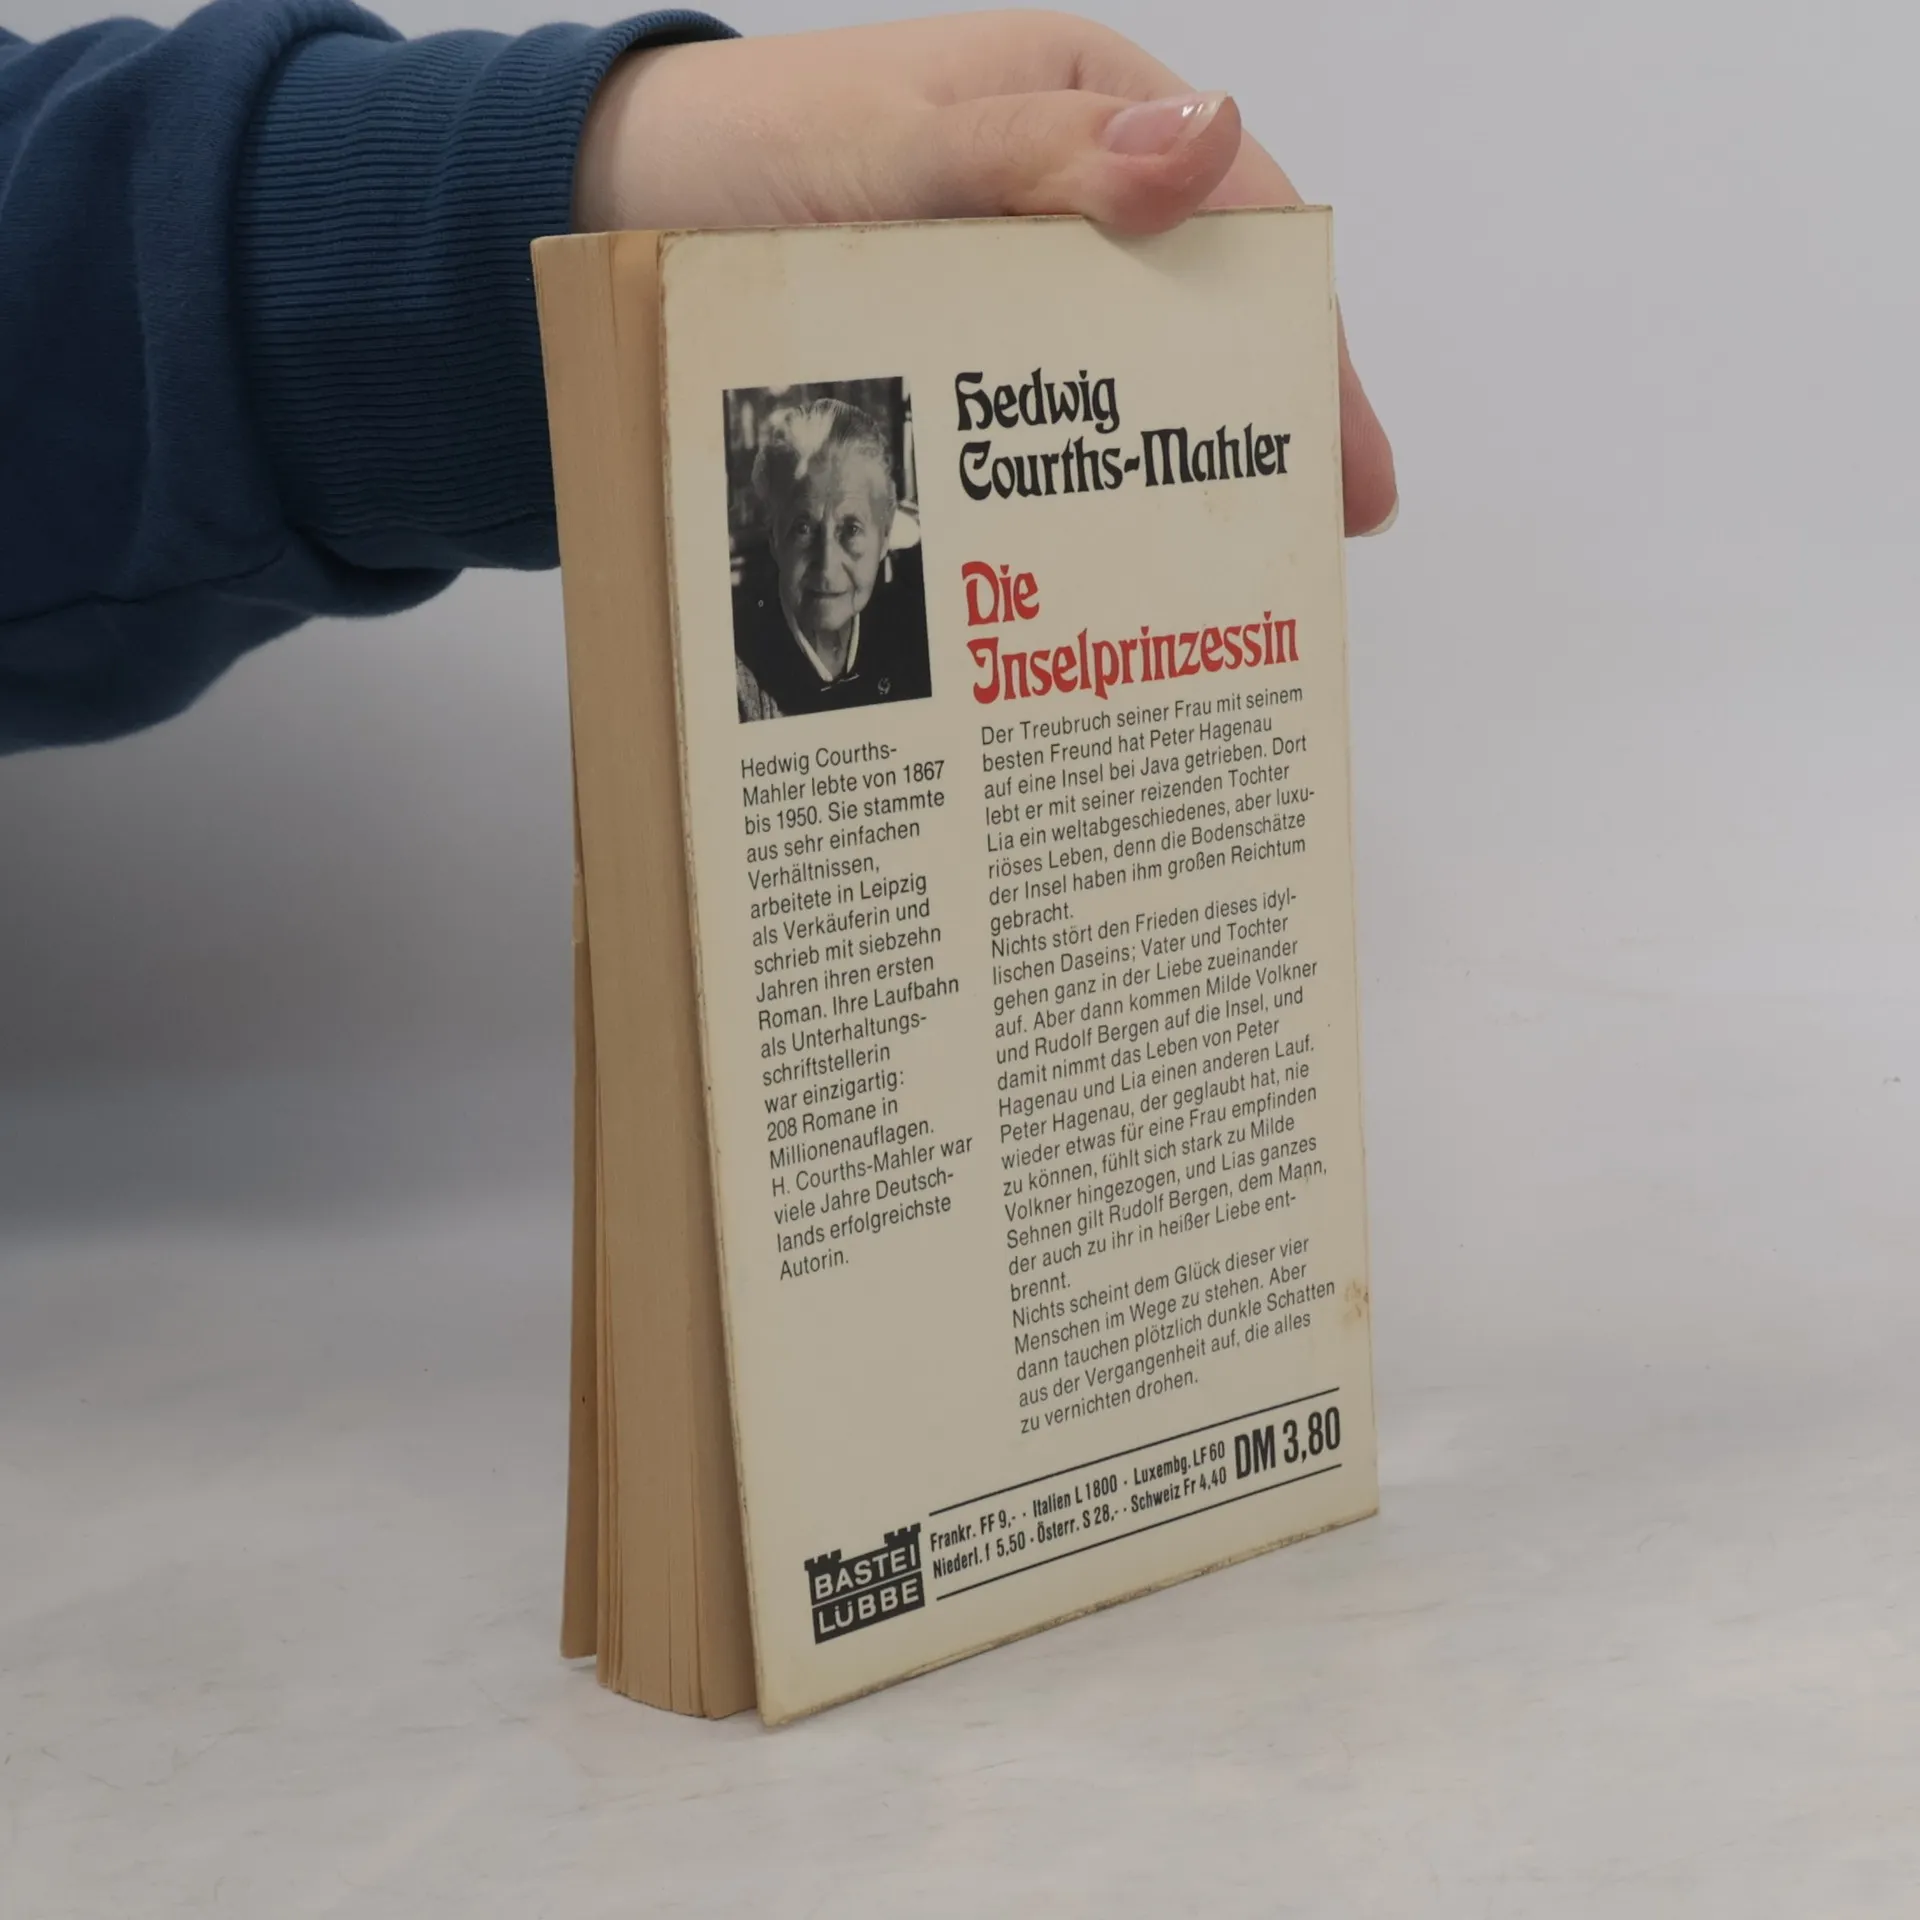 Hedwig
Courths-Mahler
Die
Inselprinzessin
Hedwig Courths-
Mahler lebte von 1867
bis 1950. Sie stammte
aus sehr einfachen
Verhältnissen,
arbeitete in Leipzig
als Verkäuferin und
schrieb mit siebzehn
Jahren ihren ersten
Roman. Ihre Laufbahn
als Unterhaltungs-
schriftstellerin
war einzigartig:
208 Romane in
Millionenauflagen.
H. Courths-Mahler war
viele Jahre Deutsch-
lands erfolgreichste
Autorin.
Der Treubruch seiner Frau mit seinem
besten Freund hat Peter Hagenau
auf eine Insel bei Java getrieben. Dort
lebt er mit seiner reizenden Tochter
Lia ein weltabgeschiedenes, aber luxu-
riöses Leben, denn die Bodenschätze
der Insel haben ihm großen Reichtum
gebracht.
Nichts stört den Frieden dieses idyl-
lischen Daseins; Vater und Tochter
gehen ganz in der Liebe zueinander
auf. Aber dann kommen Milde Volkner
und Rudolf Bergen auf die Insel, und
damit nimmt das Leben von Peter
Hagenau und Lia einen anderen Lauf.
Peter Hagenau, der geglaubt hat, nie
wieder etwas für eine Frau empfinden
zu können, fühlt sich stark zu Milde
Volkner hingezogen, und Lias ganzes
Sehnen gilt Rudolf Bergen, dem Mann,
der auch zu ihr in heißer Liebe ent-
brennt.
Nichts scheint dem Glück dieser vier
Menschen im Wege zu stehen. Aber
dann tauchen plötzlich dunkle Schatten
aus der Vergangenheit auf, die alles
zu vernichten drohen.
Frankr. FF 9,- · Italien L 1800 · Luxembg. LF 60
Niederl. f 5,50 · Österr. S 28,- · Schweiz Fr 4,40
DM 3,80
BASTEI
LÜBBE